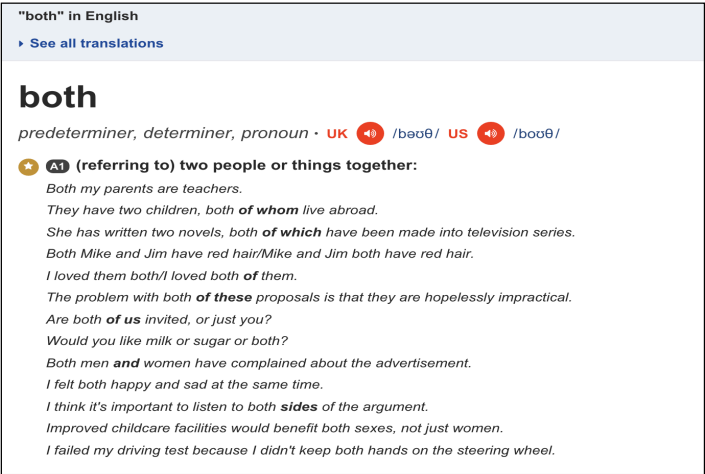 "both" in English
See all translations
both
predeterminer, determiner, pronoun · UK /bəʊθ/ US /boʊθ/
A1 (referring to) two people or things together:
Both my parents are teachers.
They have two children, both of whom live abroad.
She has written two novels, both of which have been made into television series.
Both Mike and Jim have red hair/Mike and Jim both have red hair.
I loved them both/I loved both of them.
The problem with both of these proposals is that they are hopelessly impractical.
Are both of us invited, or just you?
Would you like milk or sugar or both?
Both men and women have complained about the advertisement.
I felt both happy and sad at the same time.
I think it's important to listen to both sides of the argument.
Improved childcare facilities would benefit both sexes, not just women.
I failed my driving test because I didn't keep both hands on the steering wheel.